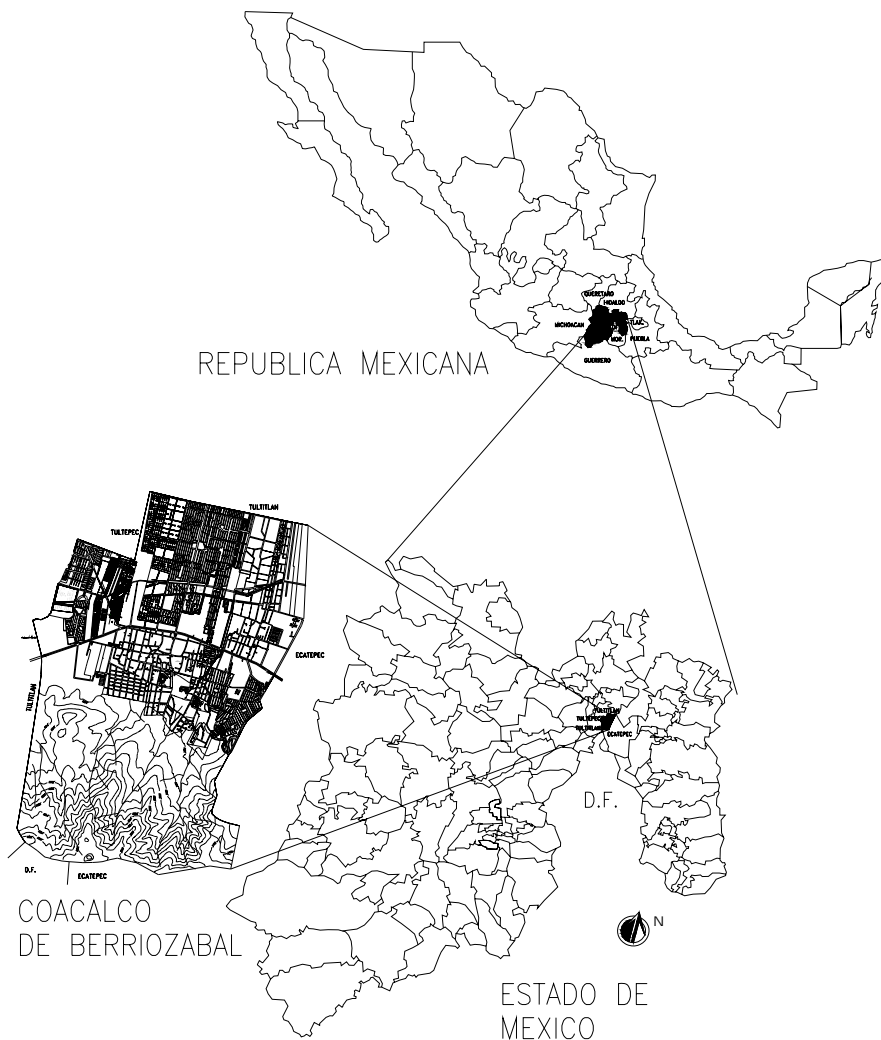 QUERETARO
HIDALGO
MICHOACAN
TLAX.
MOR.
PUEBLA
GUERRERO
REPUBLICA MEXICANA
TULTITLAN
TULTEPEC
ECATEPEC
TULTITLAN
D.F.
ECATEPEC
COACALCO
DE BERRIOZABAL
TULTITLAN
TULTEPEC
TULTITLAN
ECATEPEC
D.F.
N
ESTADO DE
MEXICO